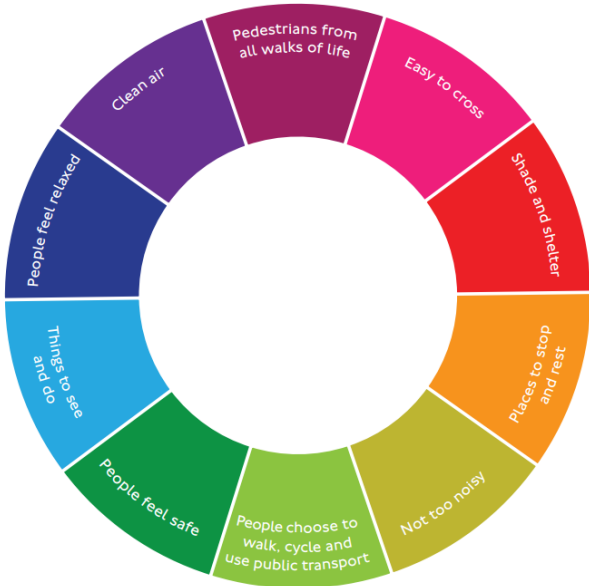 Pedestrians from
all walks of life
Easy to cross
Shade and shelter
Places to stop
and rest
Not too noisy
People choose to
walk, cycle and
use public transport
People feel safe
Things to see
and do
People feel relaxed
Clean air